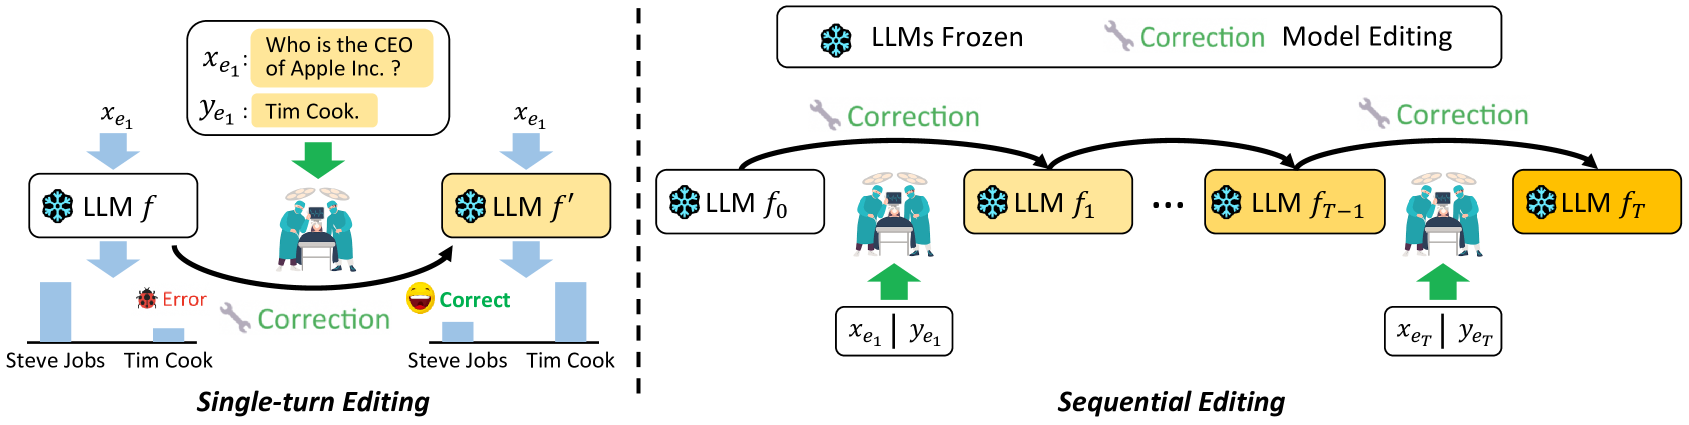 x_{e_1}: Who is the CEO
of Apple Inc. ?
y_{e_1} : Tim Cook.
x_{e_1}
x_{e_1}
LLM f
LLM f′
Error
Correct
Correction
Steve Jobs
Tim Cook
Steve Jobs
Tim Cook
Single-turn Editing
LLMs Frozen
Correction Model Editing
Correction
Correction
LLM f_0
LLM f_1
...
LLM f_{T−1}
LLM f_T
x_{e_1} | y_{e_1}
x_{e_T} | y_{e_T}
Sequential Editing